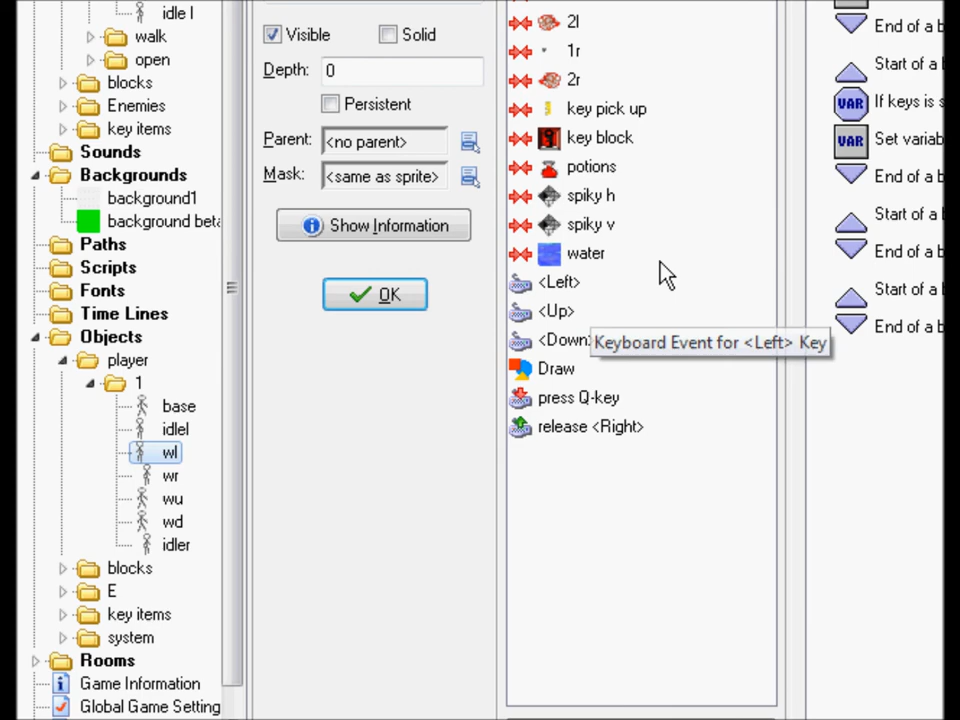 idle l
walk
open
blocks
Enemies
key items
Sounds
Backgrounds
background1
background beta
Paths
Scripts
Fonts
Time Lines
Objects
player
1
base
idlel
wl
wr
wu
wd
idler
blocks
E
key items
system
Rooms
Game Information
Global Game Setting
Visible
Solid
Depth: 0
Persistent
Parent: <no parent>
Mask: <same as sprite>
Show Information
OK
2l
1r
2r
key pick up
key block
potions
spiky h
spiky v
water
<Left>
<Up>
<Down
Keyboard Event for <Left> Key
Draw
press Q-key
release <Right>
End of a b
Start of a b
VAR If keys is s
VAR Set variab
End of a b
Start of a b
End of a b
Start of a b
End of a b